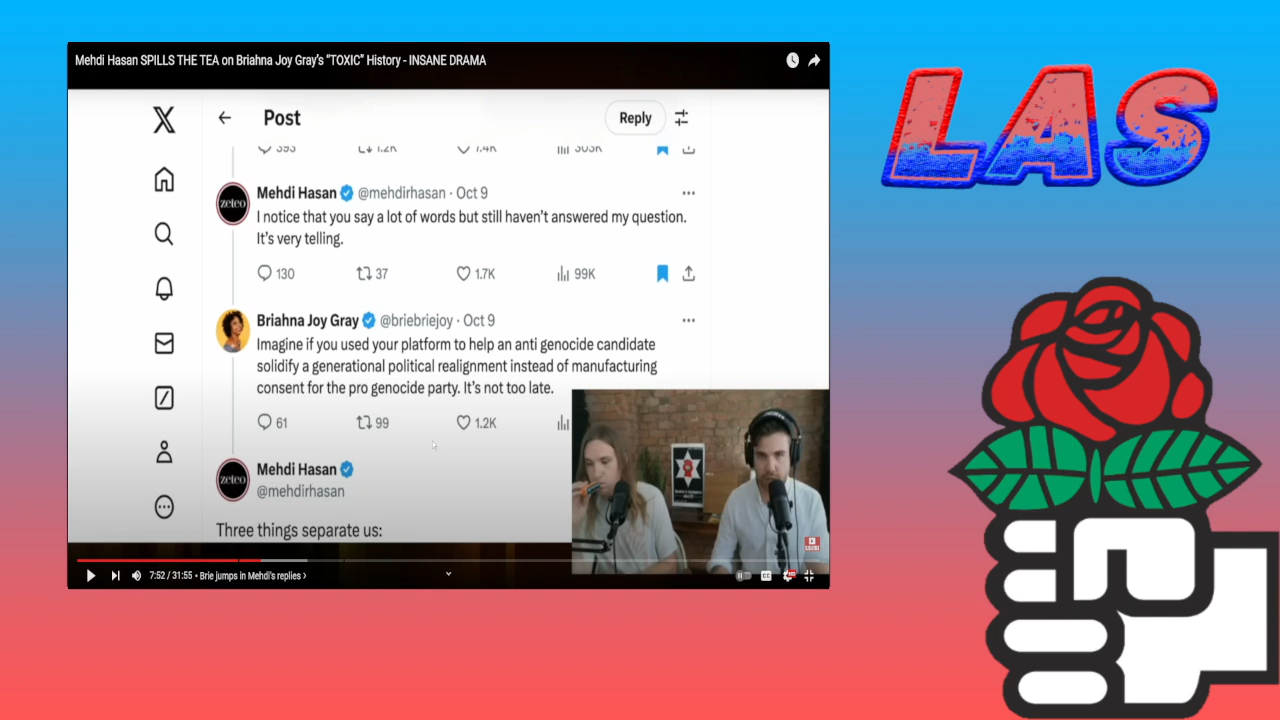 Mehdi Hasan SPILLS THE TEA on Briahna Joy Gray's "TOXIC" History - INSANE DRAMA
LAS
Post
Reply
Mehdi Hasan @mehdirhasan · Oct 9
zeteo
I notice that you say a lot of words but still haven't answered my question.
It's very telling.
130 37 1.7K 99K
Briahna Joy Gray @briebriejoy · Oct 9
Imagine if you used your platform to help an anti genocide candidate
solidify a generational political realignment instead of manufacturing
consent for the pro genocide party. It's not too late.
61 99 1.2K
Mehdi Hasan
zeteo
@mehdirhasan
Three things separate us:
7:52 / 31:55 • Brie jumps in Mehdi's replies ›
CC
HD